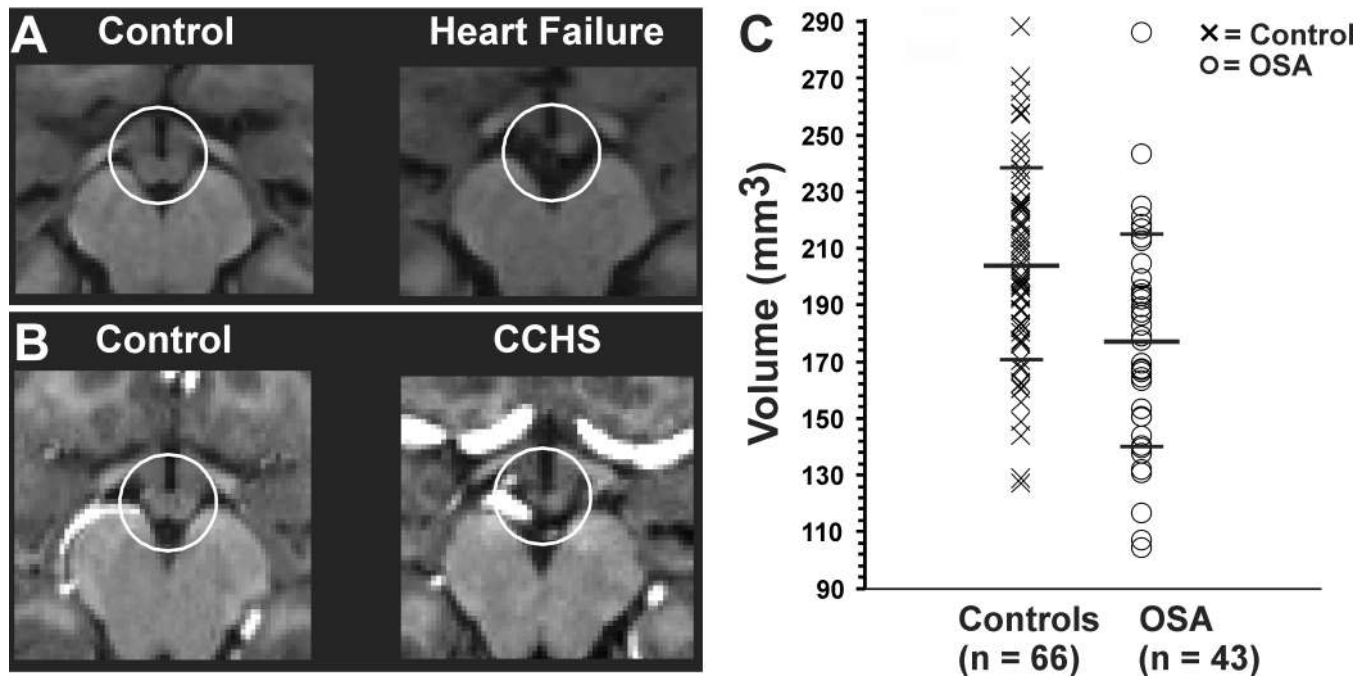 A
Control
Heart Failure
B
Control
CCHS
C
× = Control
○ = OSA
Volume (mm3)
290
270
250
230
210
190
170
150
130
110
90
Controls
(n = 66)
OSA
(n = 43)